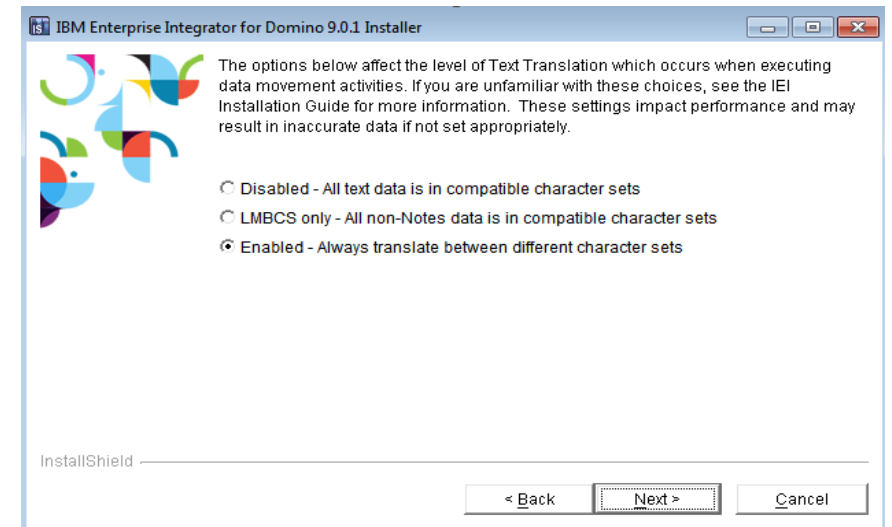 IBM Enterprise Integrator for Domino 9.0.1 Installer
The options below affect the level of Text Translation which occurs when executing
data movement activities. If you are unfamiliar with these choices, see the IEI
Installation Guide for more information. These settings impact performance and may
result in inaccurate data if not set appropriately.
Disabled - All text data is in compatible character sets
LMBCS only - All non-Notes data is in compatible character sets
Enabled - Always translate between different character sets
InstallShield
< Back Next > Cancel